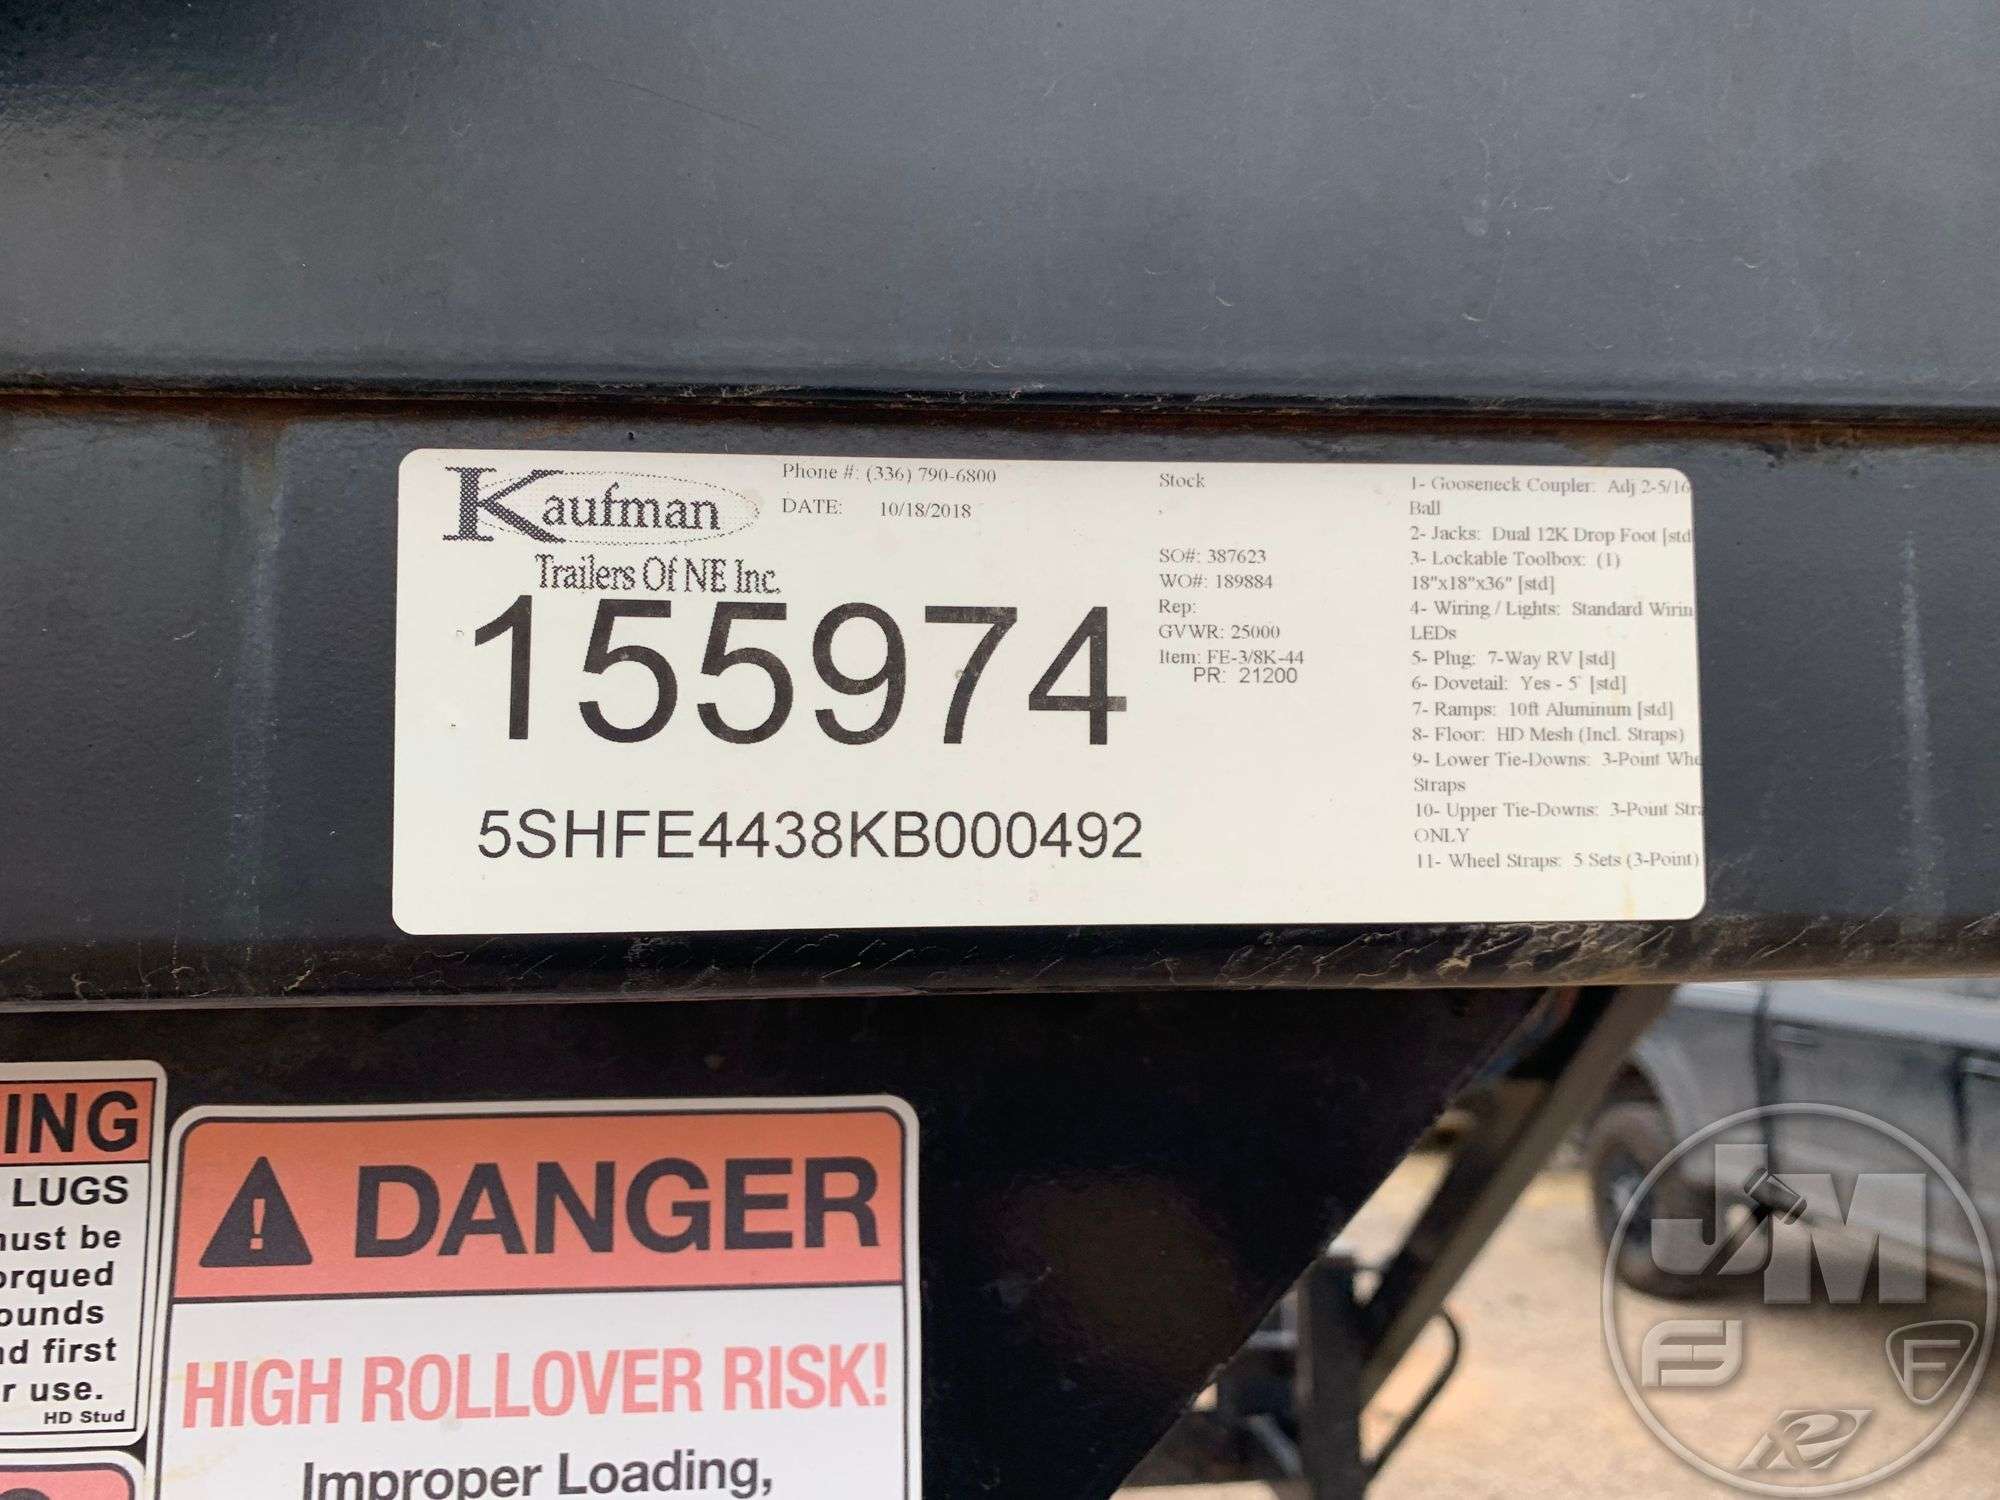 Kaufman
Trailers Of NE Inc.
Phone #: (336) 790-6800
DATE: 10/18/2018
155974
5SHFE4438KB000492
Stock
SO#: 387623
WO#: 189884
Rep:
GVWR: 25000
Item: FE-3/8K-44
PR: 21200
1- Gooseneck Coupler: Adj 2-5/16
Ball
2- Jacks: Dual 12K Drop Foot [std
3- Lockable Toolbox: (1)
18"x18"x36" [std]
4- Wiring / Lights: Standard Wirin
LEDs
5- Plug: 7-Way RV [std]
6- Dovetail: Yes - 5' [std]
7- Ramps: 10ft Aluminum [std]
8- Floor: HD Mesh (Incl. Straps)
9- Lower Tie-Downs: 3-Point Whe
Straps
10- Upper Tie-Downs: 3-Point Stra
ONLY
11- Wheel Straps: 5 Sets (3-Point)
ING
LUGS
must be
orqued
ounds
nd first
r use.
HD Stud
DANGER
HIGH ROLLOVER RISK!
Improper Loading,
JM
F